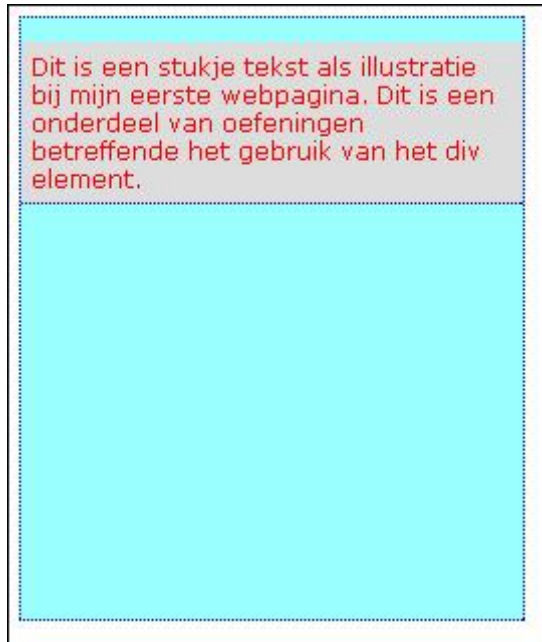 Dit is een stukje tekst als illustratie
bij mijn eerste webpagina. Dit is een
onderdeel van oefeningen
betreffende het gebruik van het div
element.